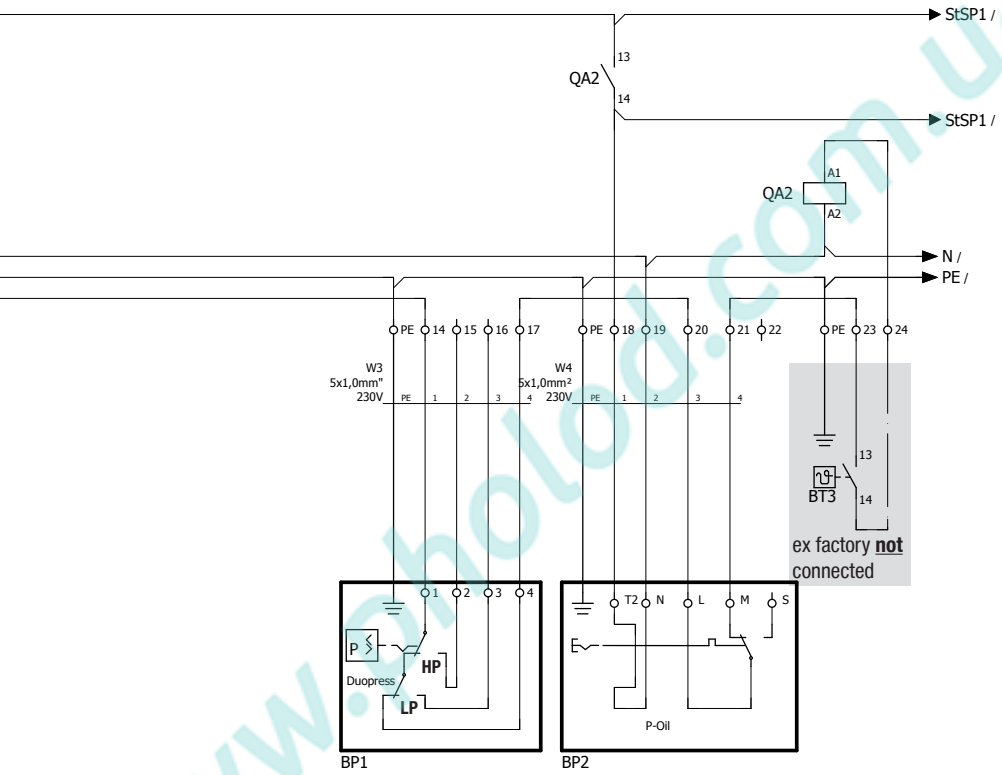 StSP1 /
13
QA2
14
StSP1 /
A1
QA2
A2
N /
PE /
PE 14 15 16 17 PE 18 19 20 21 22 PE 23 24
W3
5x1,0mm"
230V
PE 1 2 3 4
W4
5x1,0mm²
230V
PE 1 2 3 4
13
BT3
14
ex factory not
connected
1 2 3 4
P
HP
Duopress
LP
BP1
T2 N L M S
P-Oil
BP2
www.pholod.com.u